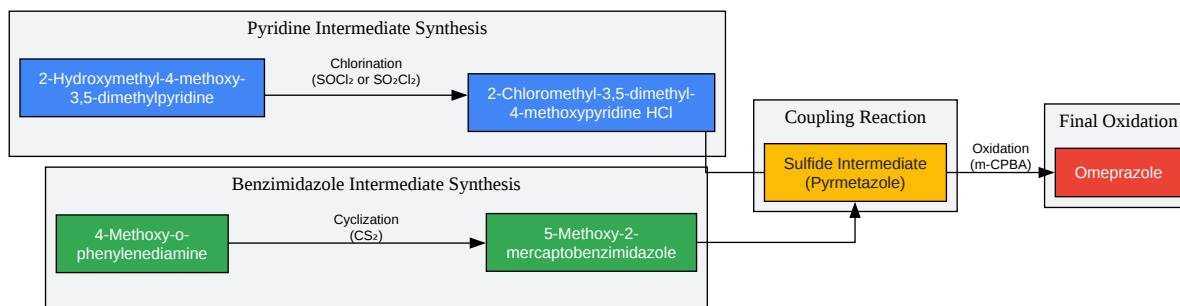 Pyridine Intermediate Synthesis
2-Hydroxymethyl-4-methoxy-
3,5-dimethylpyridine
Chlorination
(SOCl₂ or SO₂Cl₂)
2-Chloromethyl-3,5-dimethyl-
4-methoxypyridine HCl
Benzimidazole Intermediate Synthesis
4-Methoxy-o-
phenylenediamine
Cyclization
(CS₂)
5-Methoxy-2-
mercaptobenzimidazole
Coupling Reaction
Sulfide Intermediate
(Pyrmetazole)
Oxidation
(m-CPBA)
Final Oxidation
Omeprazole